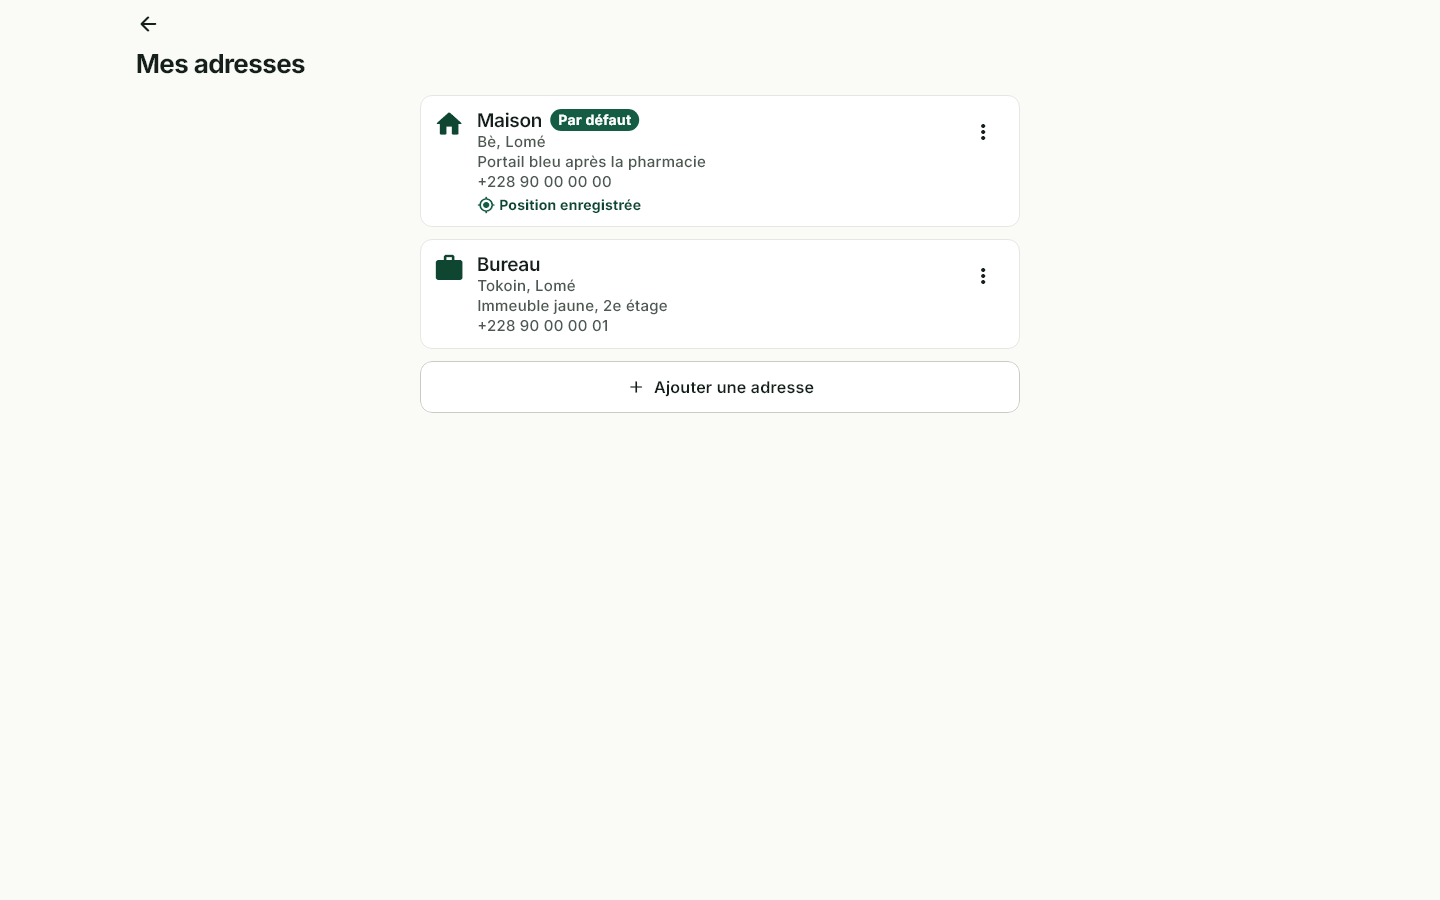 Mes adresses
Maison Par défaut
Bè, Lomé
Portail bleu après la pharmacie
+228 90 00 00 00
Position enregistrée
Bureau
Tokoin, Lomé
Immeuble jaune, 2e étage
+228 90 00 00 01
+ Ajouter une adresse